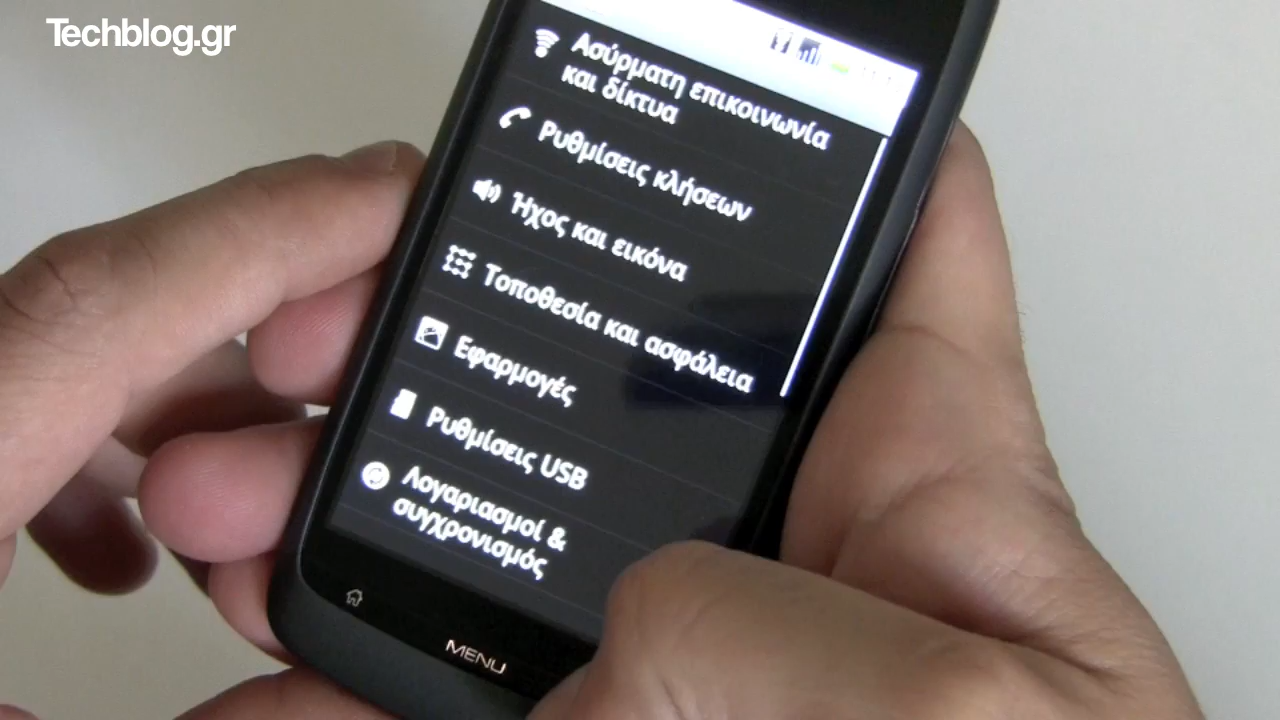 Techblog.gr
Ασύρματη επικοινωνία
και δίκτυα
Ρυθμίσεις κλήσεων
Ήχος και εικόνα
Τοποθεσία και ασφάλεια
Εφαρμογές
Ρυθμίσεις USB
Λογαριασμοί &
συγχρονισμός
MENU